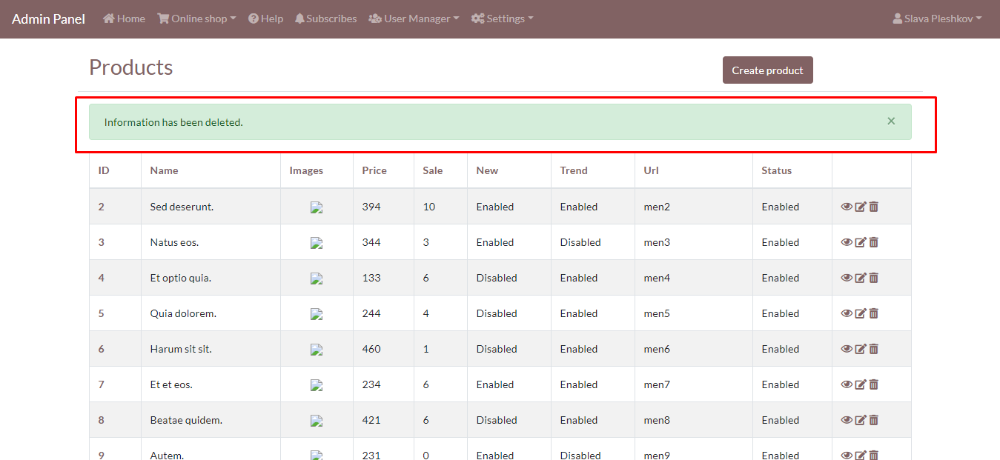 Admin Panel Home Online shop Help Subscribes User Manager Settings Slava Pleshkov
Products Create product
Information has been deleted. ×
ID Name Images Price Sale New Trend Url Status
2 Sed deserunt. 394 10 Enabled Enabled men2 Enabled
3 Natus eos. 344 3 Enabled Disabled men3 Enabled
4 Et optio quia. 133 6 Disabled Enabled men4 Enabled
5 Quia dolorem. 244 4 Disabled Enabled men5 Enabled
6 Harum sit sit. 460 1 Disabled Enabled men6 Enabled
7 Et et eos. 234 6 Enabled Enabled men7 Enabled
8 Beatae quidem. 421 6 Disabled Enabled men8 Enabled
9 Autem. 231 0 Enabled Disabled men9 Enabled